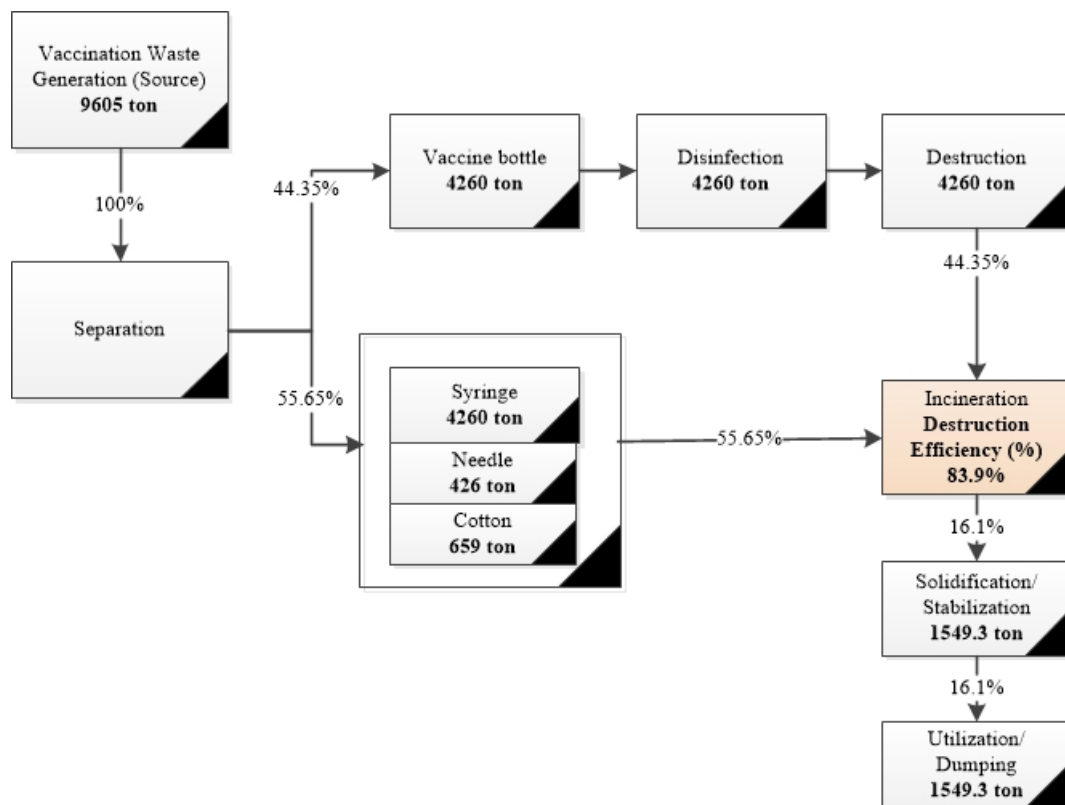 Vaccination Waste
Generation (Source)
9605 ton
100%
Separation
44.35%
55.65%
Vaccine bottle
4260 ton
Disinfection
4260 ton
Destruction
4260 ton
44.35%
Syringe
4260 ton
Needle
426 ton
Cotton
659 ton
55.65%
Incineration
Destruction
Efficiency (%)
83.9%
16.1%
Solidification/
Stabilization
1549.3 ton
16.1%
Utilization/
Dumping
1549.3 ton